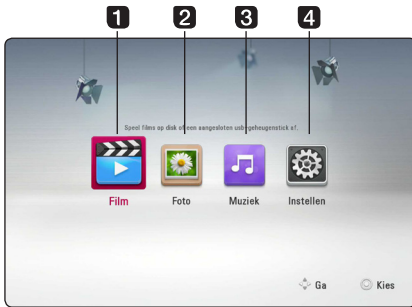 1 2 3 4
Speel films op disk of een aangesloten usb-geheugenstick af.
Film Foto Muziek Instellen
Ga Kies